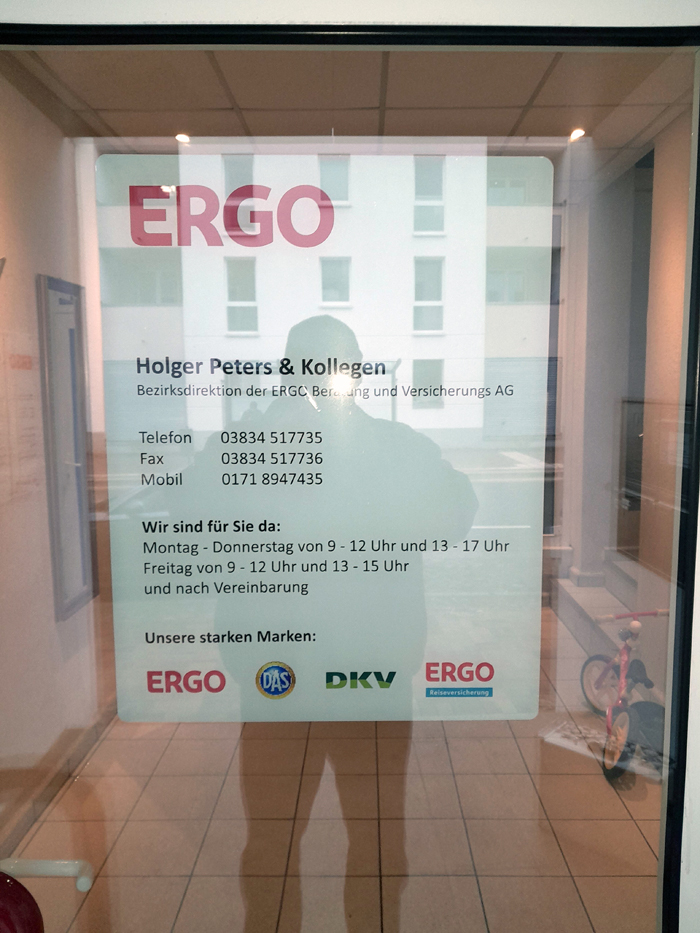 ERGO
Holger Peters & Kollegen
Bezirksdirektion der ERGO Beratung und Versicherungs AG
Telefon 03834 517735
Fax 03834 517736
Mobil 0171 8947435
Wir sind für Sie da:
Montag - Donnerstag von 9 - 12 Uhr und 13 - 17 Uhr
Freitag von 9 - 12 Uhr und 13 - 15 Uhr
und nach Vereinbarung
Unsere starken Marken:
ERGO DAS DKV ERGO
Reiseversicherung